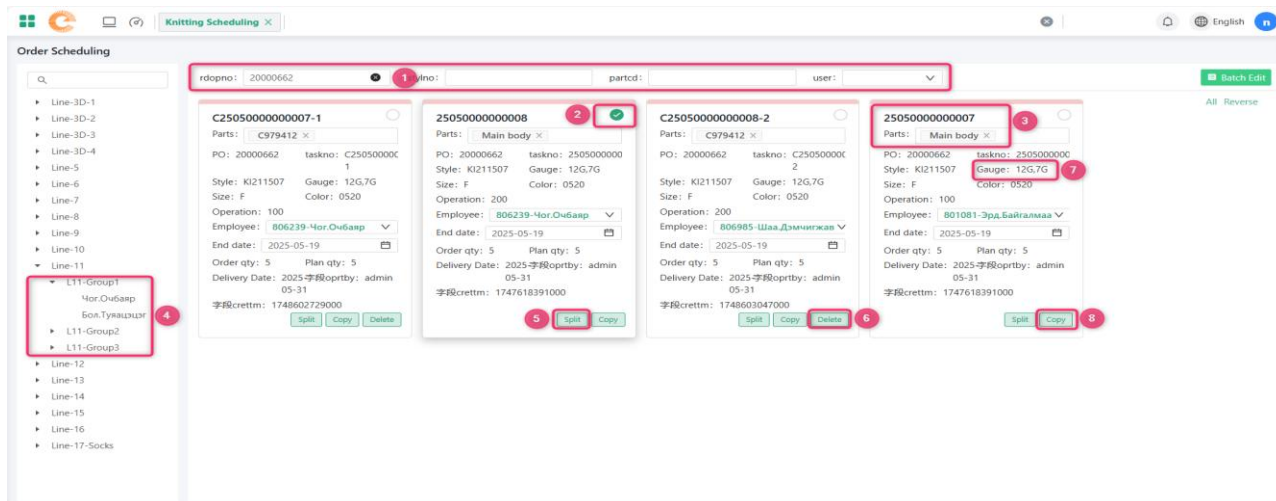 Knitting Scheduling ×
English
n
Order Scheduling
rdopno: 20000662
1
ylno:
partcd:
user:
Batch Edit
All Reverse
Line-3D-1
Line-3D-2
Line-3D-3
Line-3D-4
Line-5
Line-6
Line-7
Line-8
Line-9
Line-10
Line-11
L11-Group1
Чог.Очбаяр
Бол.Туяацэцэг
4
L11-Group2
L11-Group3
Line-12
Line-13
Line-14
Line-15
Line-16
Line-17-Socks
C25050000000007-1
Parts: C979412 ×
PO: 20000662 taskno: C2505000C
1
Style: KI211507 Gauge: 12G,7G
Size: F Color: 0520
Operation: 100
Employee: 806239-Чог.Очбаяр
End date: 2025-05-19
Order qty: 5 Plan qty: 5
Delivery Date: 2025-字段oprtby: admin
05-31
字段crettm: 1748602729000
Split Copy Delete
25050000000008
2
Parts: Main body ×
PO: 20000662 taskno: 2505000000
Style: KI211507 Gauge: 12G,7G
Size: F Color: 0520
Operation: 200
Employee: 806239-Чог.Очбаяр
End date: 2025-05-19
Order qty: 5 Plan qty: 5
Delivery Date: 2025-字段oprtby: admin
05-31
字段crettm: 1747618391000
5
Split Copy
C25050000000008-2
Parts: C979412 ×
PO: 20000662 taskno: C2505000C
2
Style: KI211507 Gauge: 12G,7G
Size: F Color: 0520
Operation: 200
Employee: 806985-Шаа.Дэмчигжав
End date: 2025-05-19
Order qty: 5 Plan qty: 5
Delivery Date: 2025-字段oprtby: admin
05-31
字段crettm: 1748603047000
Split Copy Delete
6
25050000000007
3
Parts: Main body ×
PO: 20000662 taskno: 2505000000
Style: KI211507 Gauge: 12G,7G
7
Size: F Color: 0520
Operation: 100
Employee: 801081-Эрд.Байгалмаа
End date: 2025-05-19
Order qty: 5 Plan qty: 5
Delivery Date: 2025-字段oprtby: admin
05-31
字段crettm: 1747618391000
Split Copy
8